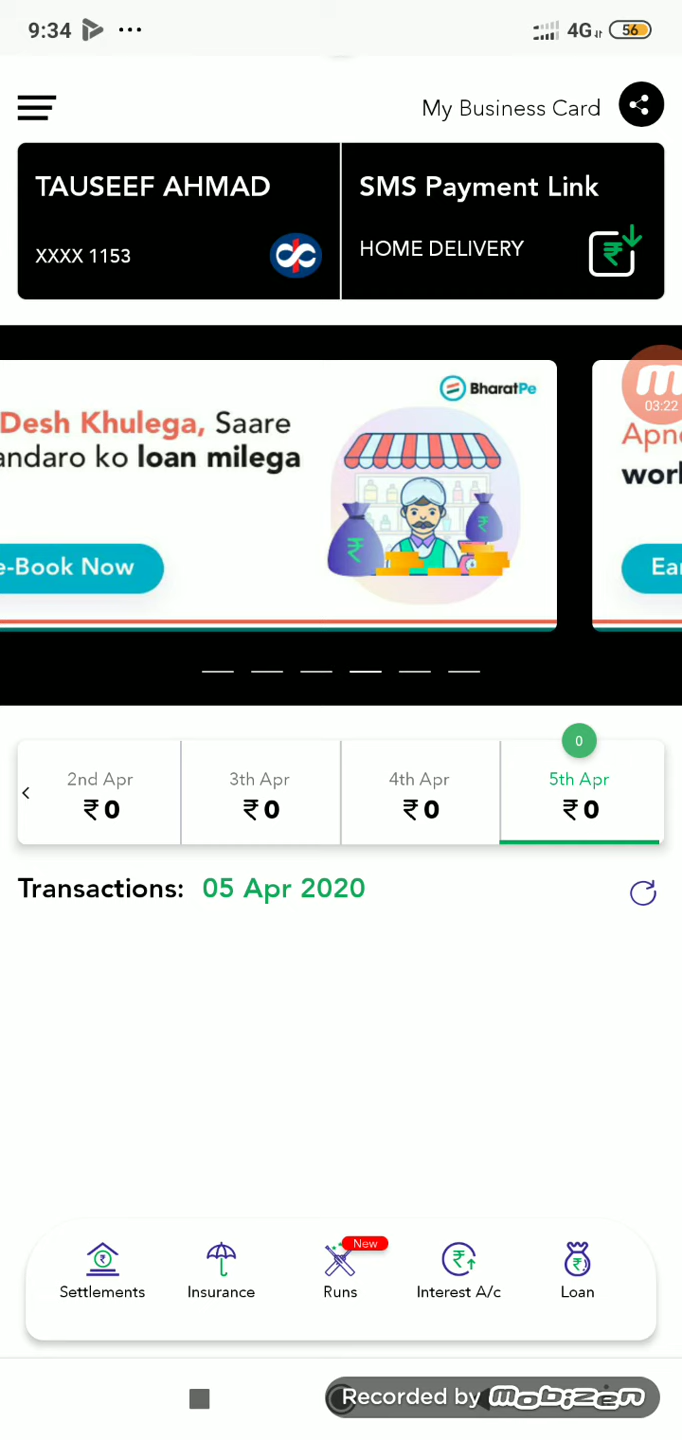 9:34
4G 56
My Business Card
TAUSEEF AHMAD
XXXX 1153
SMS Payment Link
HOME DELIVERY
BharatPe
Desh Khulega, Saare
andaro ko loan milega
e-Book Now
03:22
Apn
worl
Ea
0
2nd Apr
₹0
3th Apr
₹0
4th Apr
₹0
5th Apr
₹0
Transactions: 05 Apr 2020
New
Settlements
Insurance
Runs
Interest A/c
Loan
Recorded by mobizen